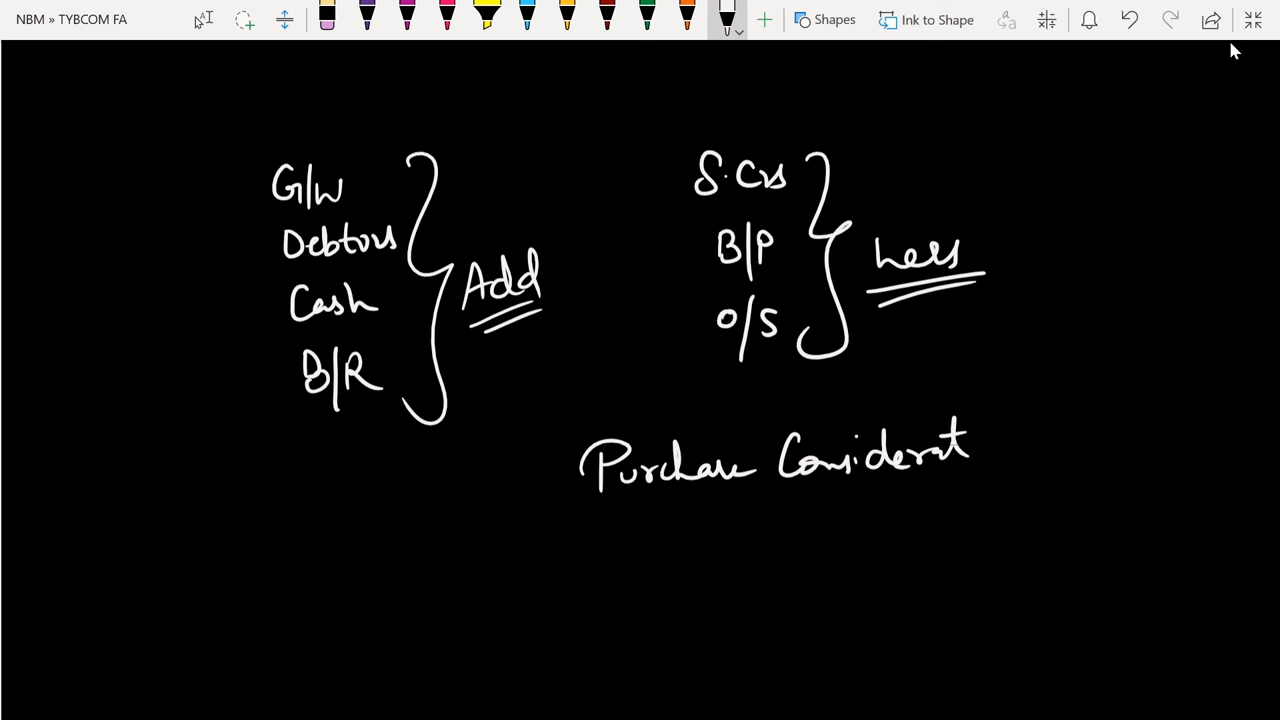 NBM » TYBCOM FA
Shapes
Ink to Shape
G/W
Debtors
Cash
B/R
Add
S.Crs
B/P
O/S
Less
Purchase Considerat